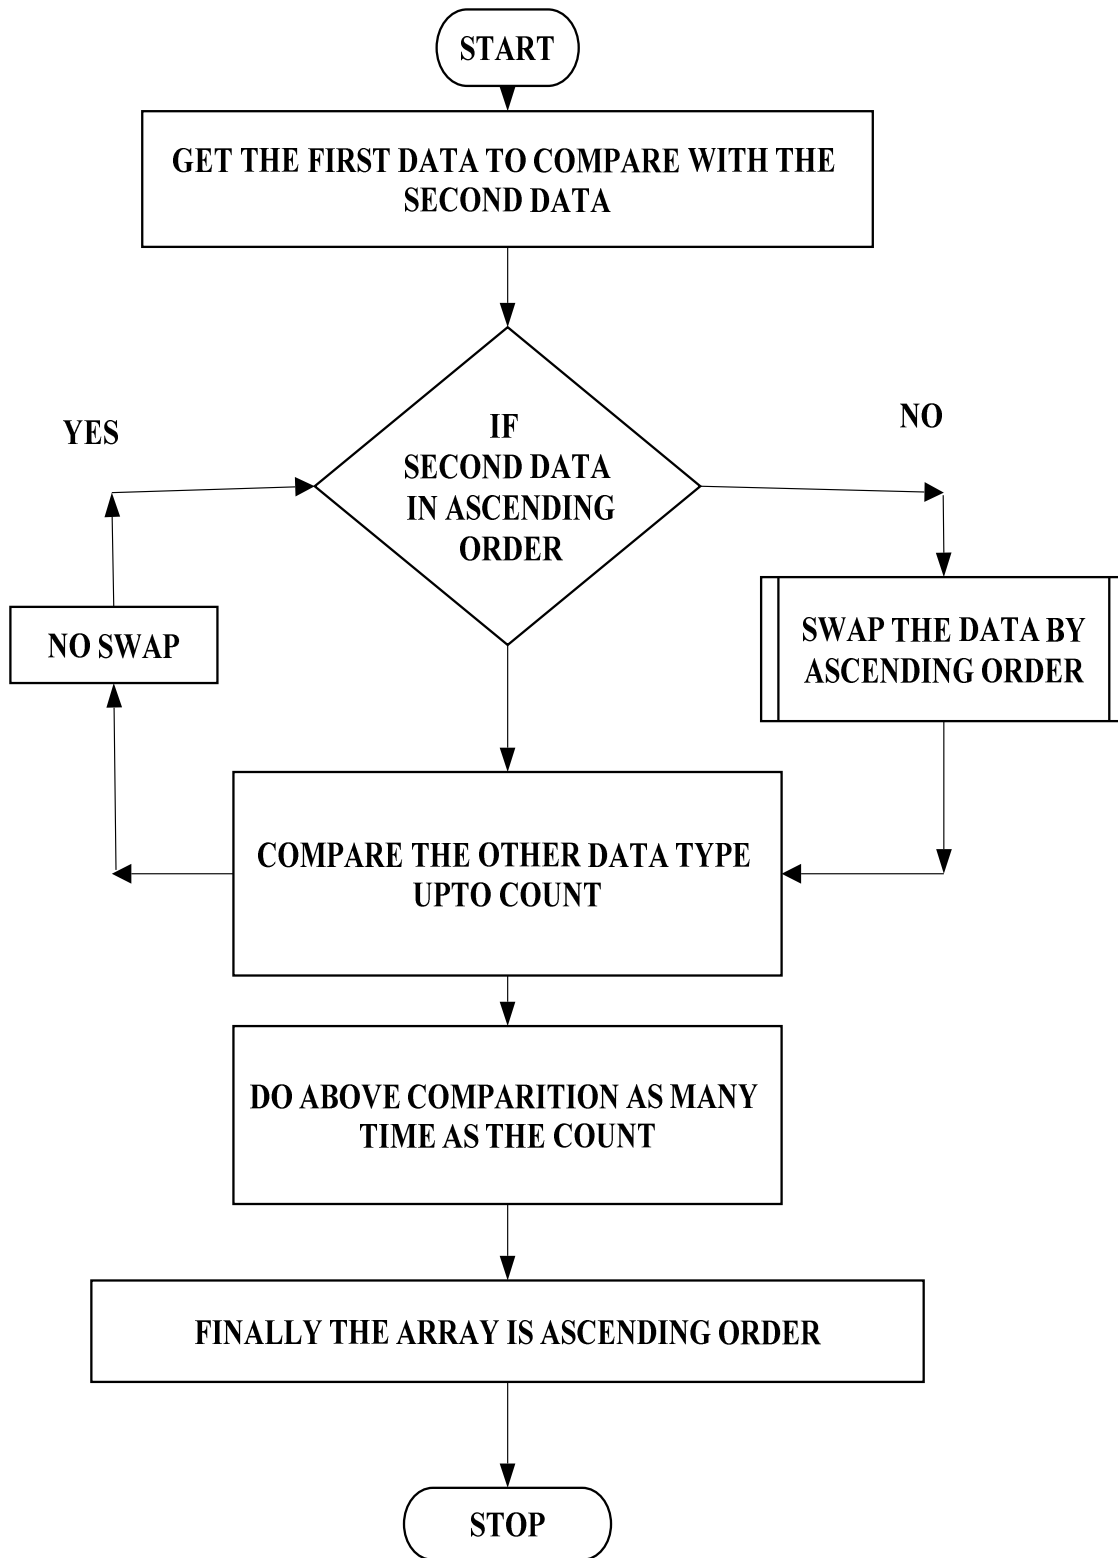 START
GET THE FIRST DATA TO COMPARE WITH THE
SECOND DATA
YES
NO
IF
SECOND DATA
IN ASCENDING
ORDER
NO SWAP
SWAP THE DATA BY
ASCENDING ORDER
COMPARE THE OTHER DATA TYPE
UPTO COUNT
DO ABOVE COMPARITION AS MANY
TIME AS THE COUNT
FINALLY THE ARRAY IS ASCENDING ORDER
STOP